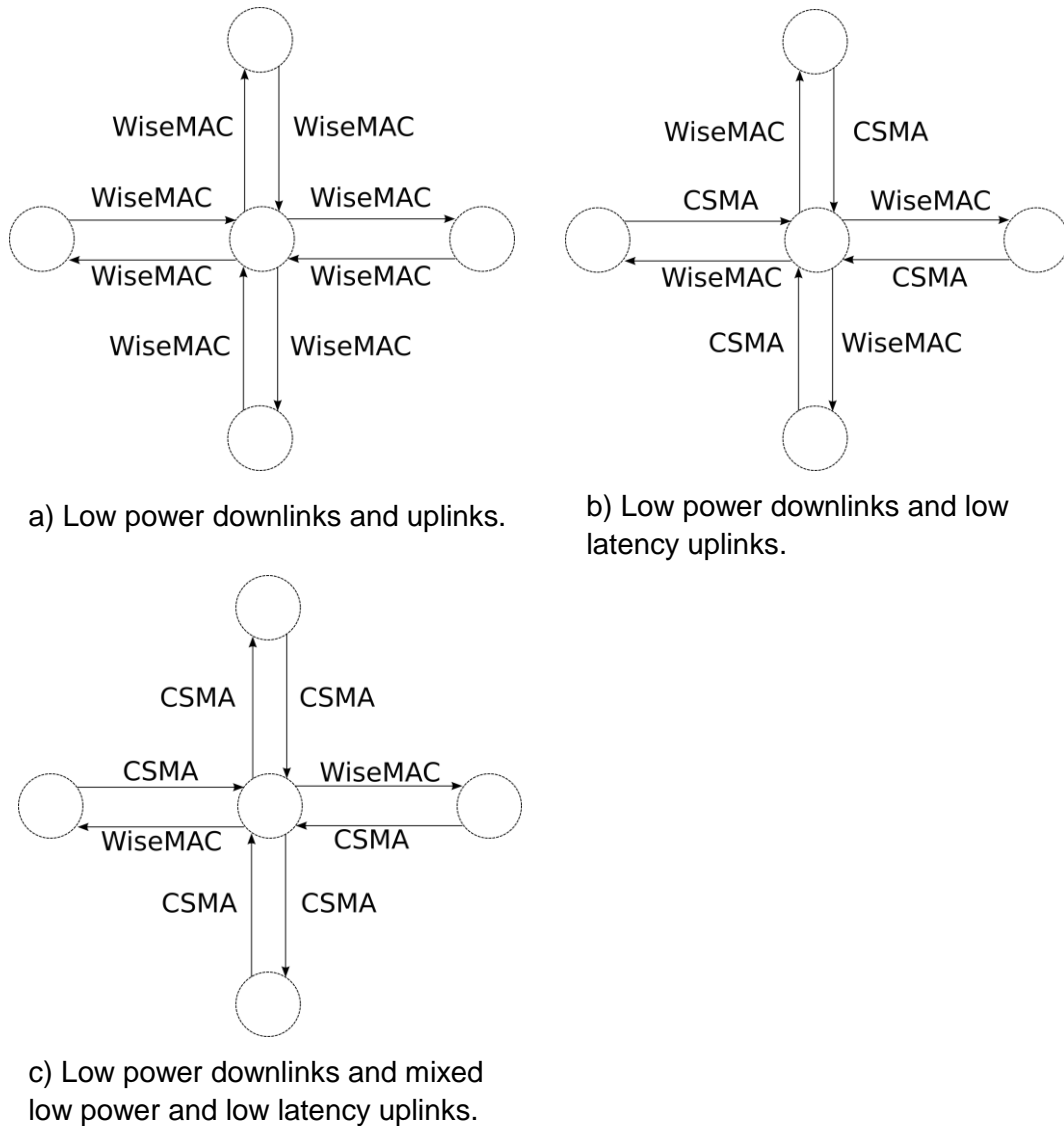 WiseMAC
WiseMAC
WiseMAC
WiseMAC
WiseMAC
WiseMAC
WiseMAC
WiseMAC
a) Low power downlinks and uplinks.
WiseMAC
CSMA
CSMA
WiseMAC
WiseMAC
CSMA
CSMA
WiseMAC
b) Low power downlinks and low
latency uplinks.
CSMA
CSMA
CSMA
WiseMAC
WiseMAC
CSMA
CSMA
CSMA
c) Low power downlinks and mixed
low power and low latency uplinks.